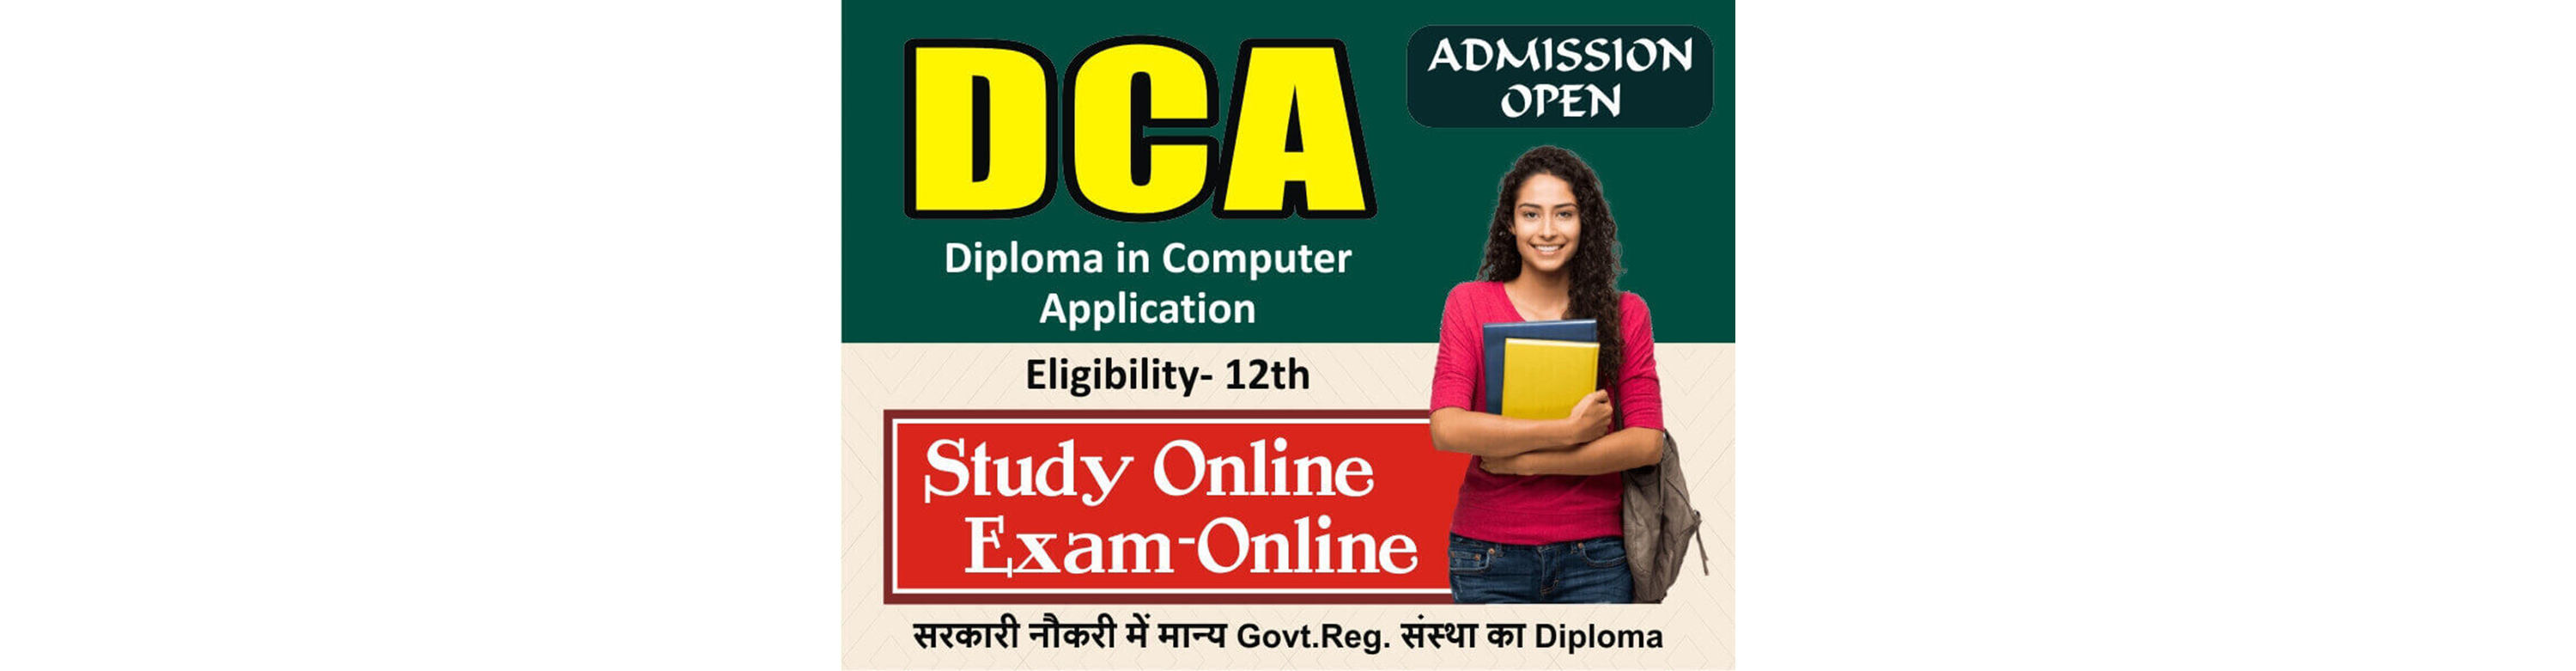 DCA
ADMISSION
OPEN
Diploma in Computer
Application
Eligibility- 12th
Study Online
Exam-Online
सरकारी नौकरी में मान्य Govt.Reg. संस्था का Diploma